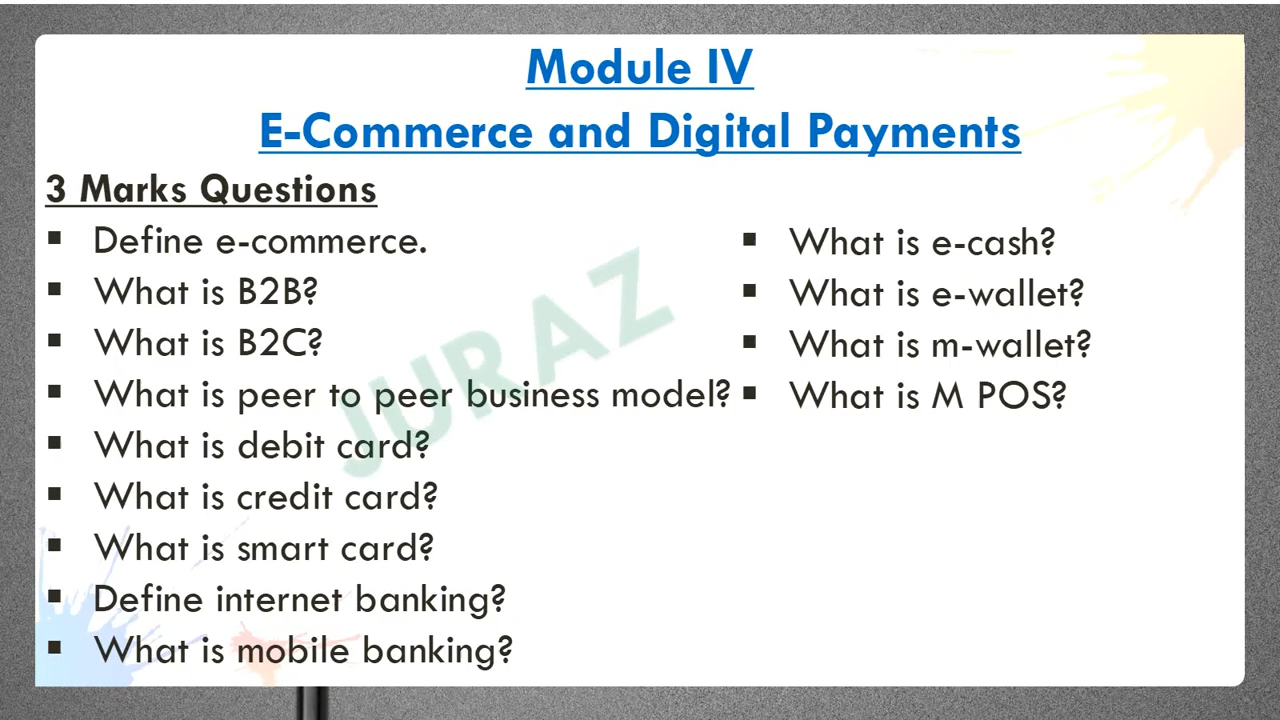 Module IV
E-Commerce and Digital Payments
3 Marks Questions
▪ Define e-commerce.
▪ What is B2B?
▪ What is B2C?
▪ What is peer to peer business model?
▪ What is debit card?
▪ What is credit card?
▪ What is smart card?
▪ Define internet banking?
▪ What is mobile banking?
▪ What is e-cash?
▪ What is e-wallet?
▪ What is m-wallet?
▪ What is M POS?
JURAZ